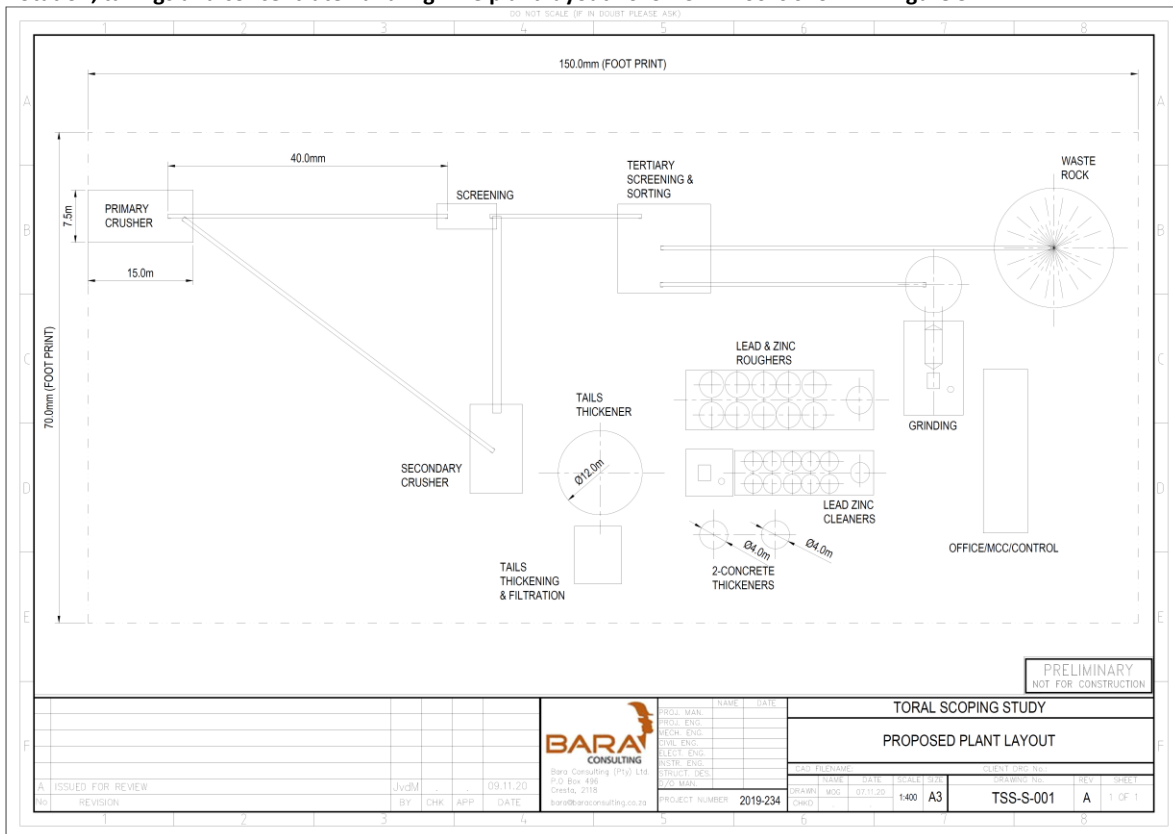 DO NOT SCALE (IF IN DOUBT PLEASE ASK)
4
5
6
7
8
A
B
C
D
E
F
A
B
C
D
E
F
150.0mm (FOOT PRINT)
70.0mm (FOOT PRINT)
40.0mm
7.5m
15.0m
PRIMARY
CRUSHER
SCREENING
TERTIARY
SCREENING &
SORTING
WASTE
ROCK
LEAD & ZINC
ROUGHERS
GRINDING
TAILS
THICKENER
Ø12.0m
SECONDARY
CRUSHER
LEAD ZINC
CLEANERS
Ø4.0m
Ø4.0m
2-CONCRETE
THICKENERS
OFFICE/MCC/CONTROL
TAILS
THICKENING
& FILTRATION
PRELIMINARY
NOT FOR CONSTRUCTION
A ISSUED FOR REVIEW JvdM . . 09.11.20
No REVISION BY CHK APP DATE
BARA
CONSULTING
Bara Consulting (Pty) Ltd
P.O Box 496
Cresta, 2118
bara@baraconsulting.co.za
NAME DATE
PROJ. MAN.
PROJ. ENG.
MECH. ENG.
CIVIL ENG.
ELECT. ENG.
INSTR. ENG.
STRUCT. DES.
D/O MAN.
PROJECT NUMBER 2019-234
TORAL SCOPING STUDY
PROPOSED PLANT LAYOUT
CAD FILENAME CLIENT DRG No.
NAME DATE SCALE SIZE DRAWING No. REV. SHEET
DRAWN MOG 07.11.20 1:400 A3 TSS-S-001 A 1 OF 1
CHKD
1
2
3
4
5
6
7
8